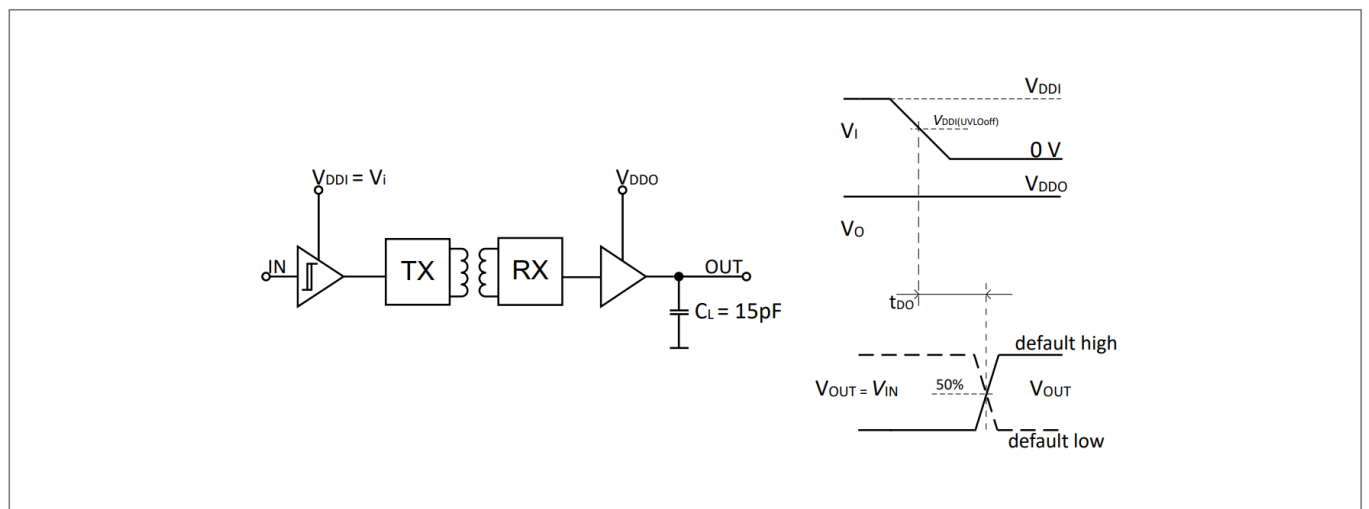 VDDI = Vi
VDDO
IN
TX
RX
OUT
CL = 15pF
VDDI
VI
VDDI(UVLOoff)
0 V
VDDO
VO
tDO
default high
VOUT = VIN
50%
VOUT
default low